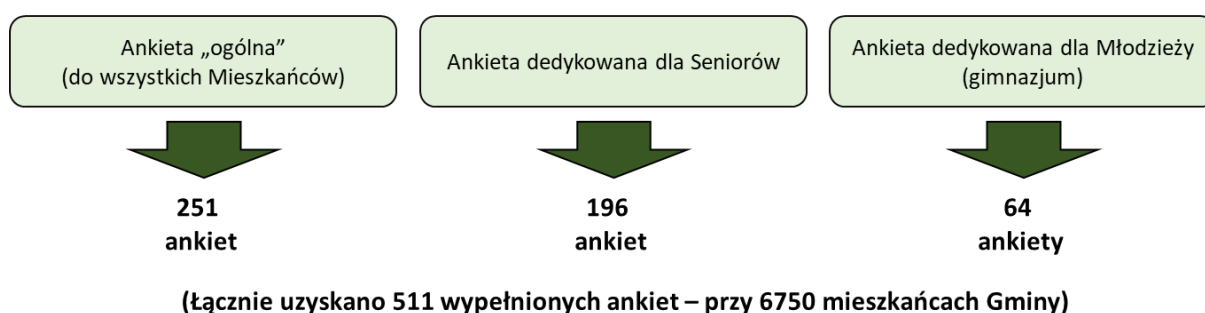 Ankieta „ogólna”
(do wszystkich Mieszkańców)
Ankieta dedykowana dla Seniorów
Ankieta dedykowana dla Młodzieży
(gimnazjum)
251
ankiet
196
ankiet
64
ankiety
(Łącznie uzyskano 511 wypełnionych ankiet – przy 6750 mieszkańcach Gminy)